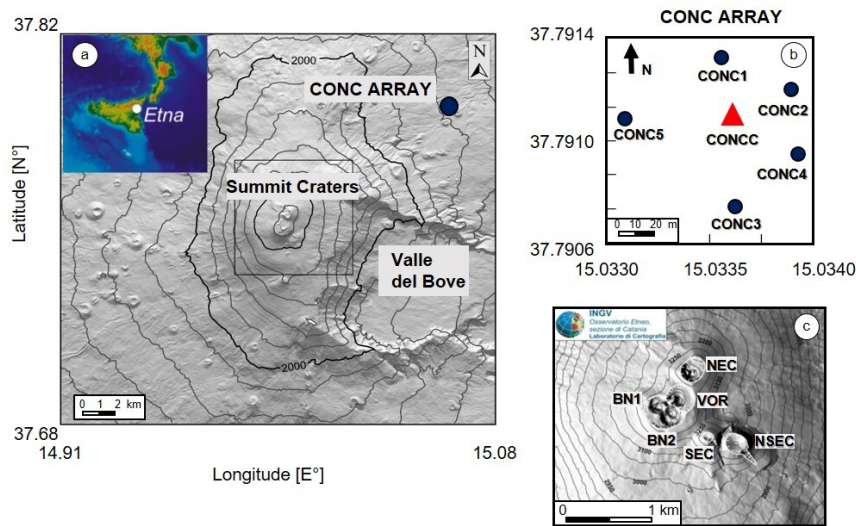 37.82
a
N
2000
CONC ARRAY
Etna
Summit Craters
Valle
del Bove
2000
0 1 2 km
37.68
14.91
15.08
Latitude [N°]
Longitude [E°]
CONC ARRAY
37.7914
37.7910
37.7906
b
N
CONC1
CONC2
CONCC
CONC5
CONC4
CONC3
0 10 20 m
15.0330
15.0335
15.0340
INGV
Osservatorio Etneo,
sezione di Catania
Laboratorio di Cartografia
c
NEC
BN1
VOR
BN2
SEC
NSEC
0 1 km